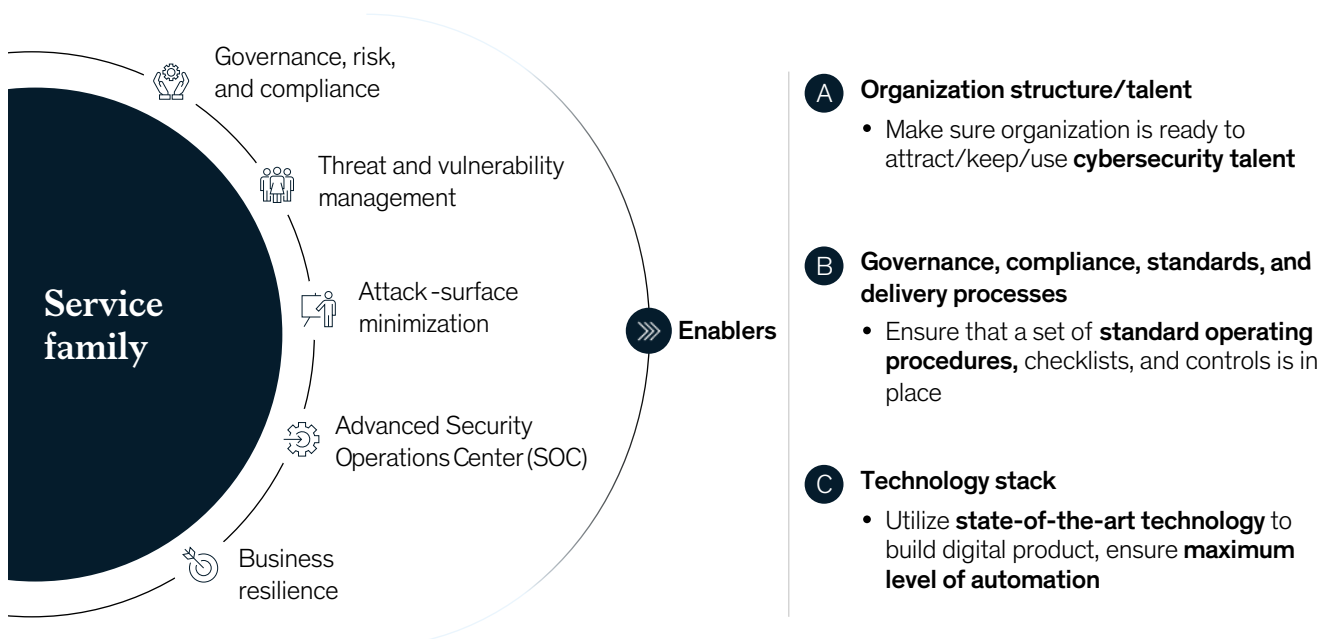 Service
family
Governance, risk,
and compliance
Threat and vulnerability
management
Attack-surface
minimization
Advanced Security
Operations Center (SOC)
Business
resilience
Enablers
A
Organization structure/talent
• Make sure organization is ready to
attract/keep/use cybersecurity talent
B
Governance, compliance, standards, and
delivery processes
• Ensure that a set of standard operating
procedures, checklists, and controls is in
place
C
Technology stack
• Utilize state-of-the-art technology to
build digital product, ensure maximum
level of automation